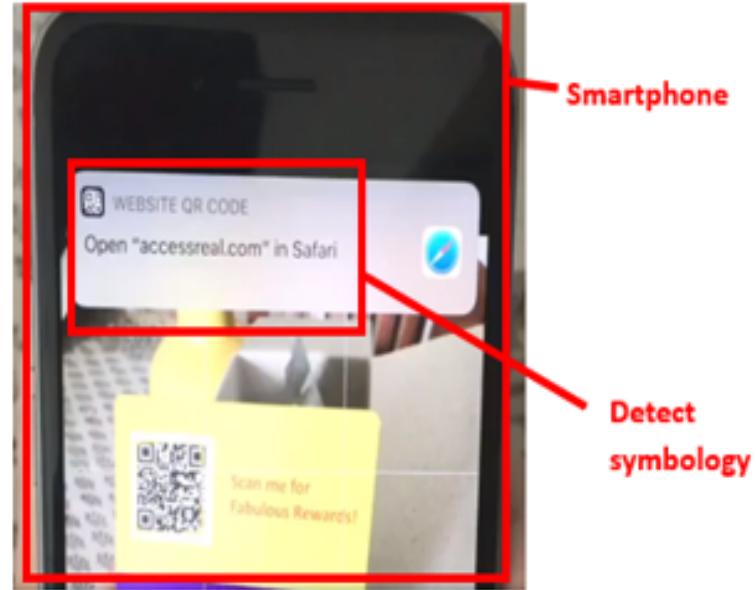 Smartphone
WEBSITE QR CODE
Open "accessreal.com" in Safari
Detect
symbology
Scan me for
Fabulous Rewards!